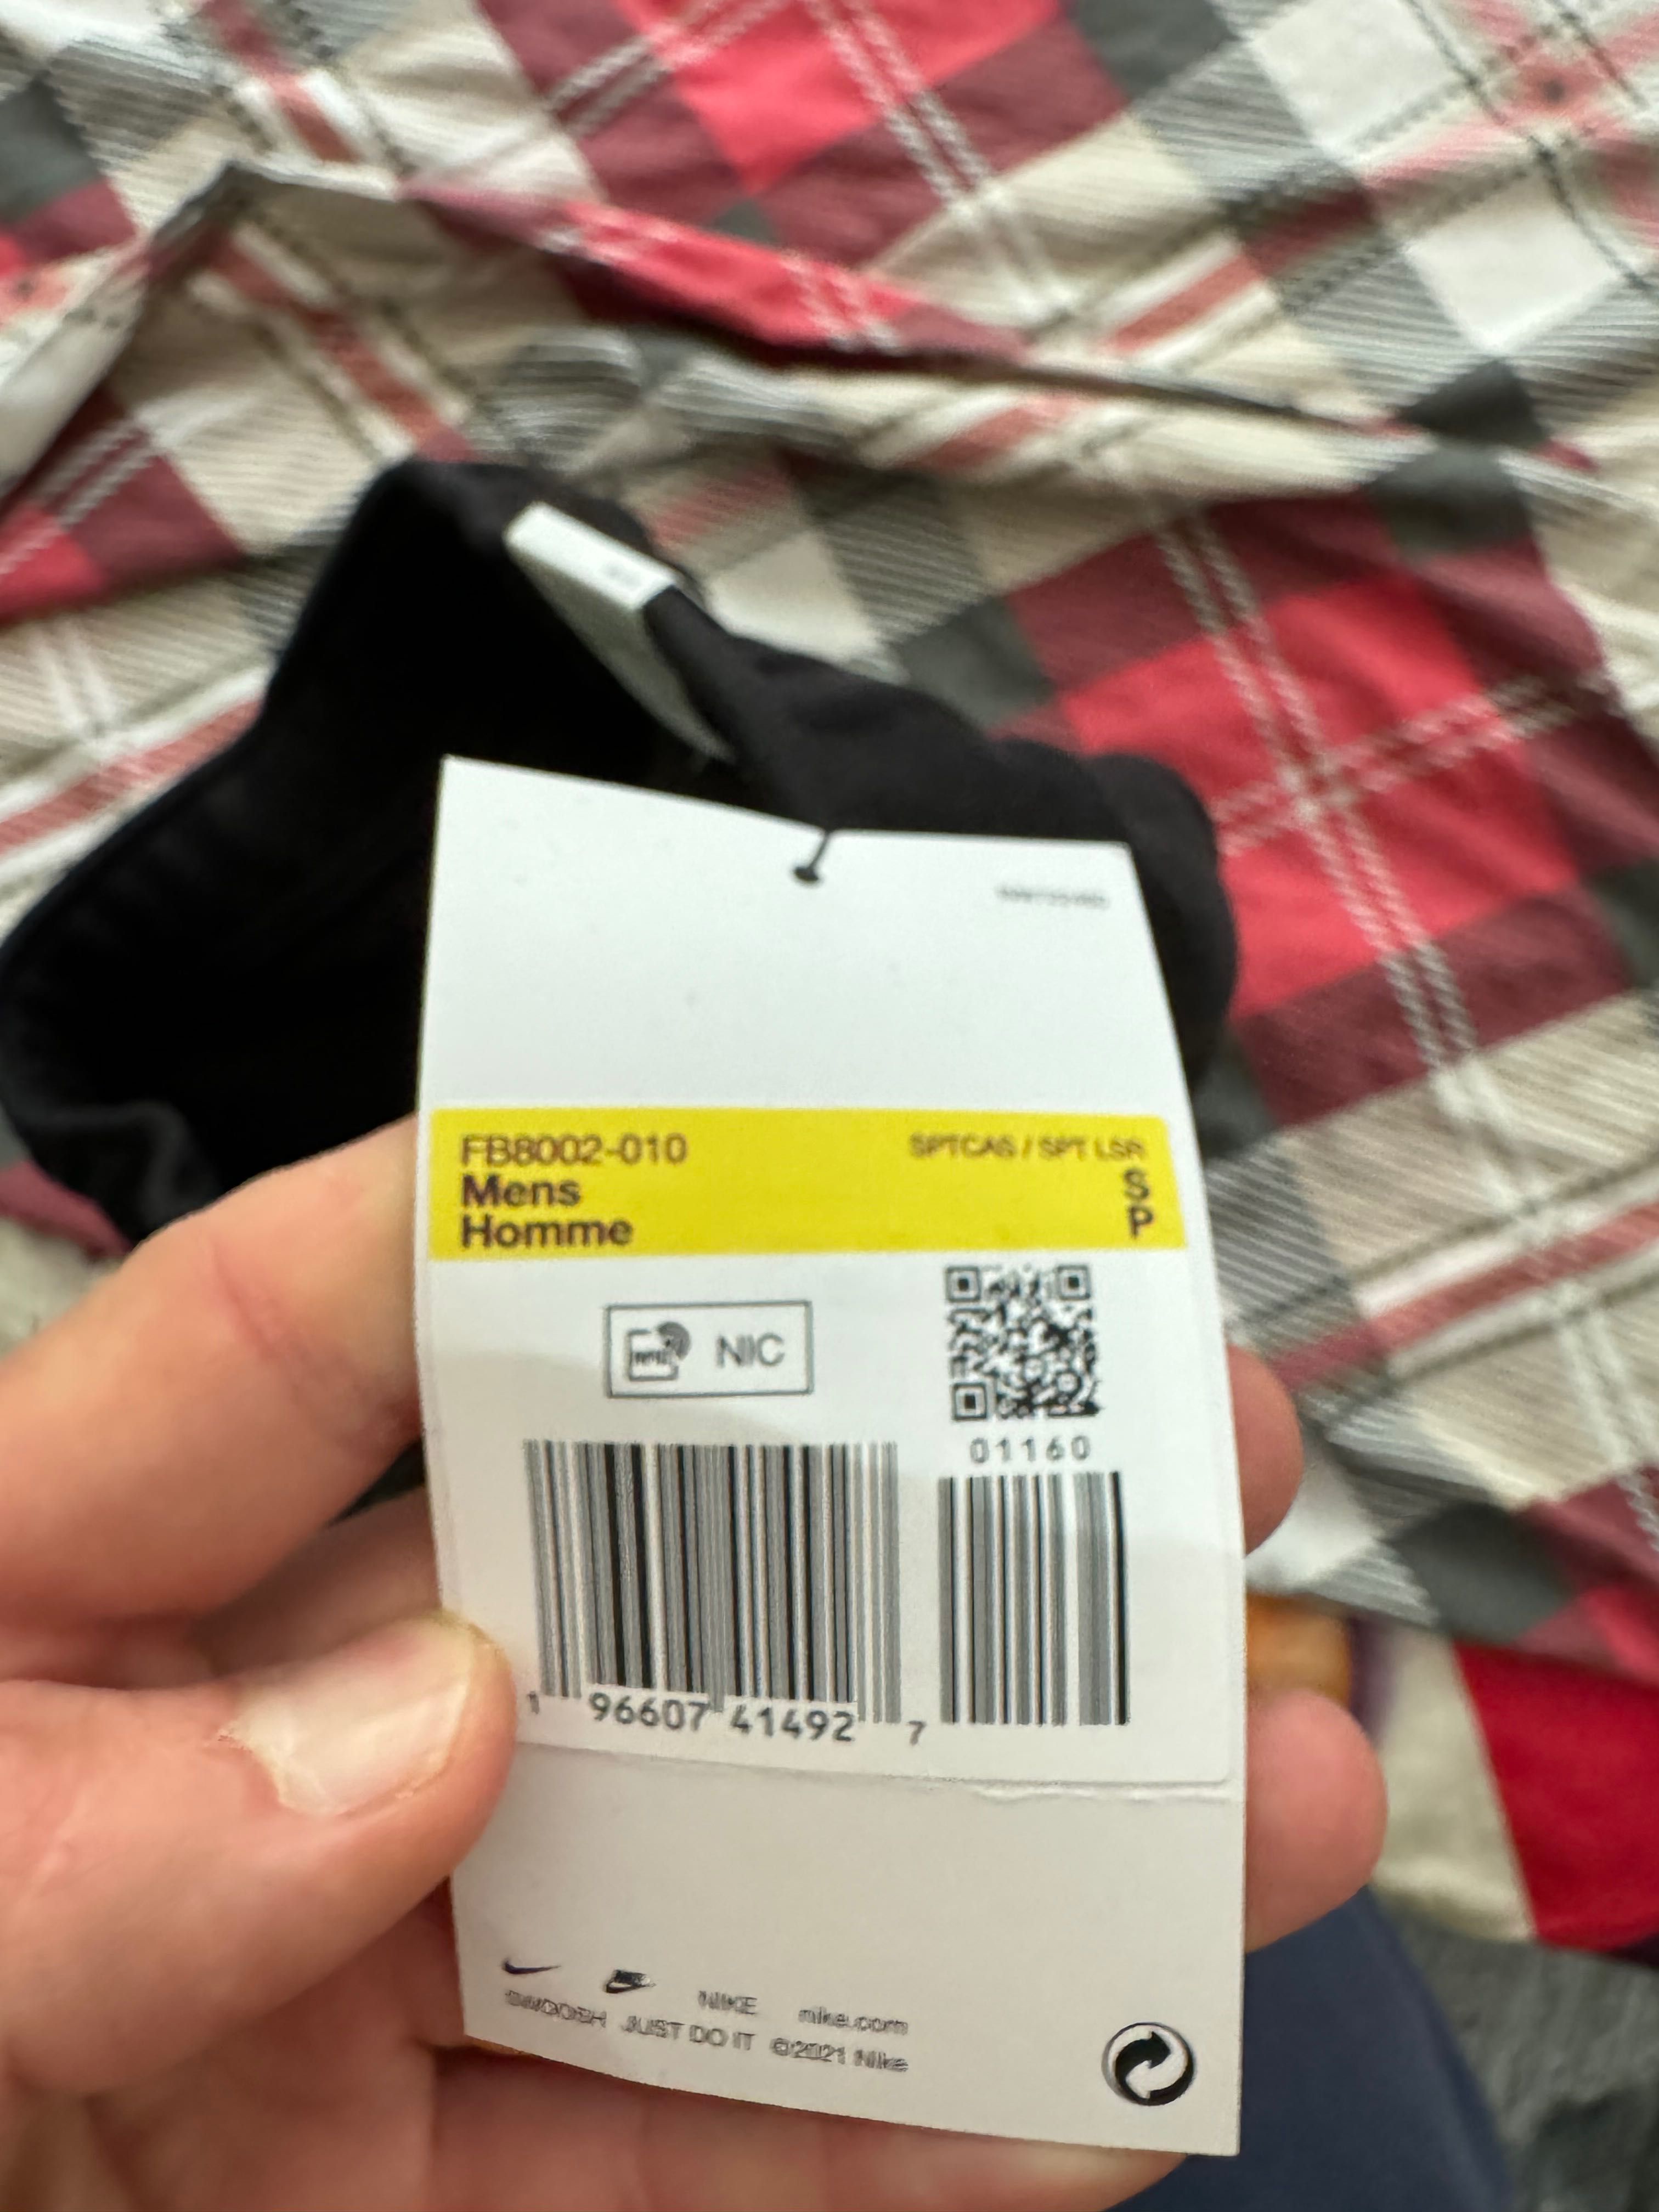 FB8002-010
SPTCAS / SPT LSR
Mens
S
Homme
P
NIC
01160
1 96607 41492 7
NIKE nike.com
SWOOSH JUST DO IT ©2021 Nike